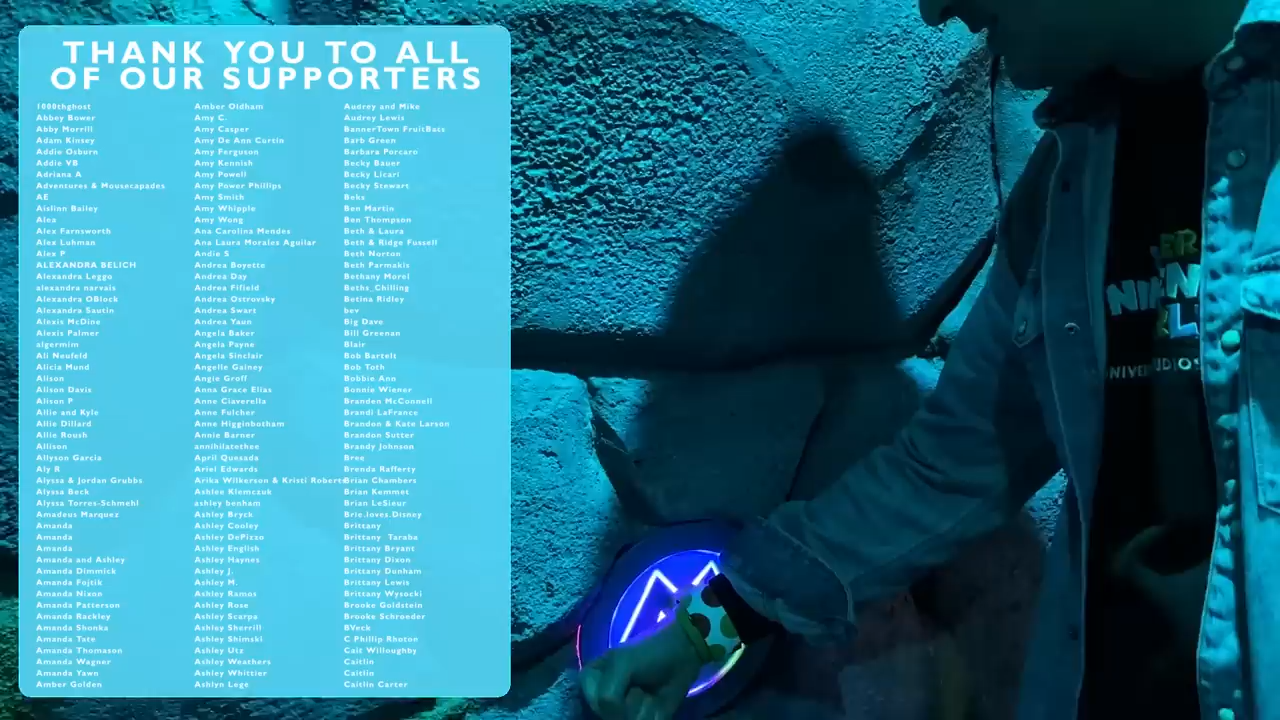 THANK YOU TO ALL
OF OUR SUPPORTERS
1000thghost
Abbey Bower
Abby Morrill
Adam Kinsey
Addie Osburn
Addie VB
Adriana A
Adventures & Mousecapades
AE
Aislinn Bailey
Alea
Alex Farnsworth
Alex Luhman
Alex P
ALEXANDRA BELICH
Alexandra Leggo
alexandra narvais
Alexandra OBlock
Alexandra Sautin
Alexis McDine
Alexis Palmer
algermim
Ali Neufeld
Alicia Mund
Alison
Alison Davis
Alison P
Allie and Kyle
Allie Dillard
Allie Roush
Allison
Allyson Garcia
Aly R
Alyssa & Jordan Grubbs
Alyssa Beck
Alyssa Torres-Schmehl
Amadeus Marquez
Amanda
Amanda
Amanda
Amanda and Ashley
Amanda Dimmick
Amanda Fojtik
Amanda Nixon
Amanda Patterson
Amanda Rackley
Amanda Shonka
Amanda Tate
Amanda Thomason
Amanda Wagner
Amanda Yawn
Amber Golden
Amber Oldham
Amy C.
Amy Casper
Amy De Ann Curtin
Amy Ferguson
Amy Kennish
Amy Powell
Amy Power Phillips
Amy Smith
Amy Whipple
Amy Wong
Ana Carolina Mendes
Ana Laura Morales Aguilar
Andie S
Andrea Boyette
Andrea Day
Andrea Fifield
Andrea Ostrovsky
Andrea Swart
Andrea Yaun
Angela Baker
Angela Payne
Angela Sinclair
Angelle Gainey
Angie Groff
Anna Grace Elias
Anne Ciaverella
Anne Fulcher
Anne Higginbotham
Annie Barner
annihilatethee
April Quesada
Ariel Edwards
Arika Wilkerson & Kristi Roberts
Ashlee Klemczuk
ashley benham
Ashley Bryck
Ashley Cooley
Ashley DePizzo
Ashley English
Ashley Haynes
Ashley J.
Ashley M.
Ashley Ramos
Ashley Rose
Ashley Scarpa
Ashley Sherrill
Ashley Shimski
Ashley Utz
Ashley Weathers
Ashley Whittier
Ashlyn Lege
Audrey and Mike
Audrey Lewis
BannerTown FruitBacs
Barb Green
Barbara Porcaro
Becky Bauer
Becky Licari
Becky Stewart
Beks
Ben Martin
Ben Thompson
Beth & Laura
Beth & Ridge Fussell
Beth Norton
Beth Parmakis
Bethany Morei
Beths_Chilling
Betina Ridley
bev
Big Dave
Bill Greenan
Blair
Bob Bartelt
Bob Toth
Bobbie Ann
Bonnie Wiener
Branden McConnell
Brandi LaFrance
Brandon & Kate Larson
Brandon Sutter
Brandy Johnson
Bree
Brenda Rafferty
Brian Chambers
Brian Kemmet
Brian LeSieur
Brie.loves.Disney
Brittany
Brittany Taraba
Brittany Bryant
Brittany Dixon
Brittany Dunham
Brittany Lewis
Brittany Wysocki
Brooke Goldstein
Brooke Schroeder
BVeck
C Phillip Rhoton
Cait Willoughby
Caitlin
Caitlin
Caitlin Carter